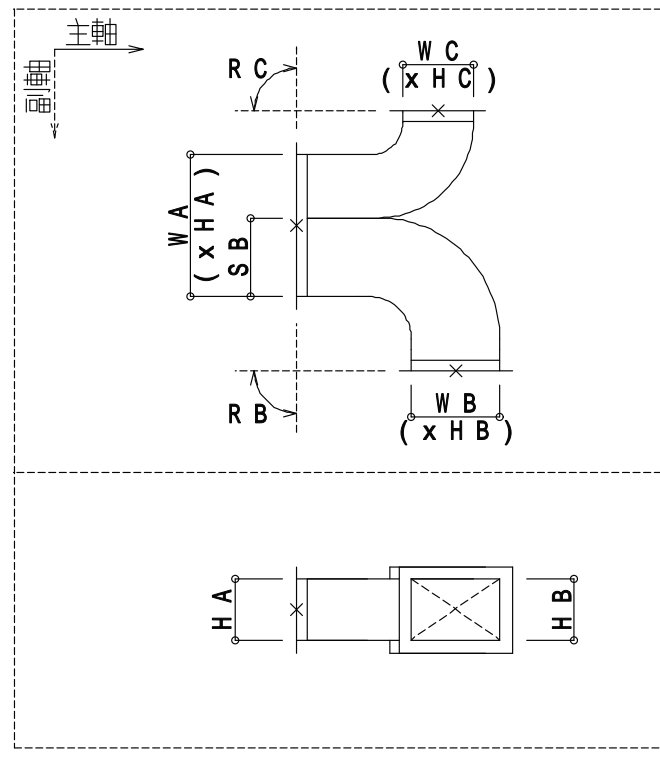 主軸
副軸
R C
W C
( x H C )
W A
( x H A )
S B
R B
W B
( x H B )
H A
H B